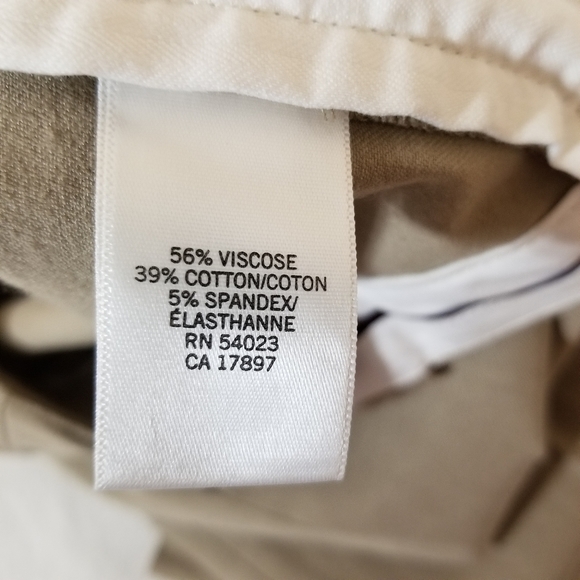 56% VISCOSE
39% COTTON/COTON
5% SPANDEX/
ÉLASTHANNE
RN 54023
CA 17897